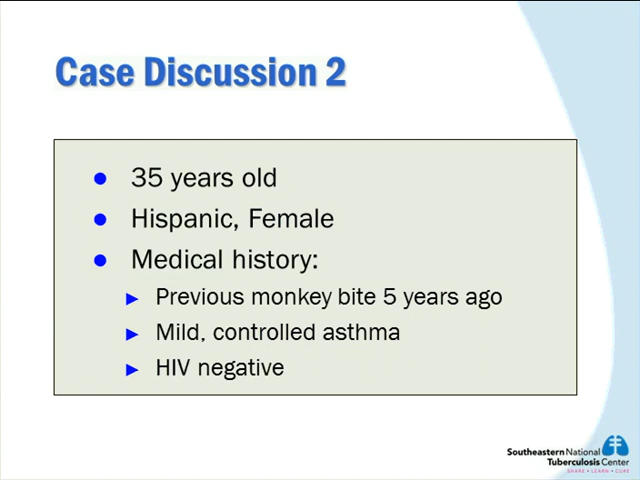 Case Discussion 2
35 years old
Hispanic, Female
Medical history:
Previous monkey bite 5 years ago
Mild, controlled asthma
HIV negative
Southeastern National
Tuberculosis Center
SHARE • LEARN • CURE